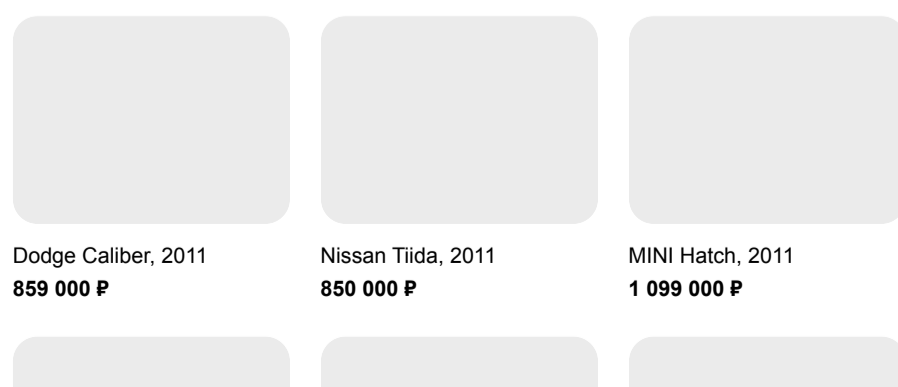 Dodge Caliber, 2011
859 000 ₽
Nissan Tiida, 2011
850 000 ₽
MINI Hatch, 2011
1 099 000 ₽